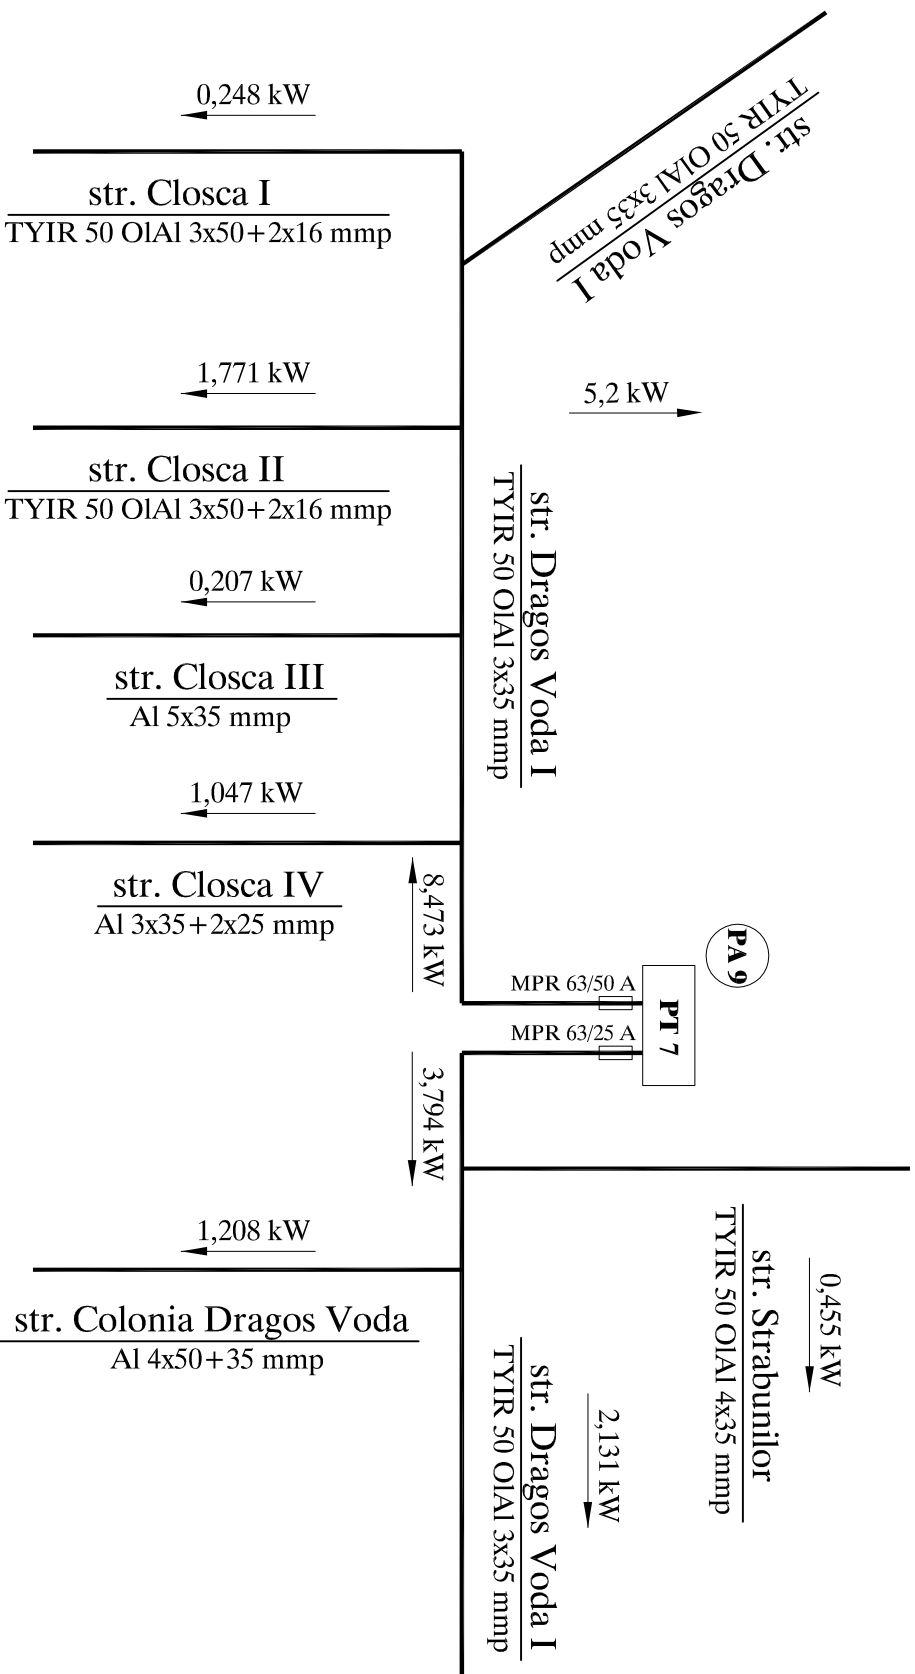 0,248 kW
str. Closca I
TYIR 50 OlAl 3x50+2x16 mmp
str. Dragos Voda I
TYIR 50 OlAl 3x35 mmp
1,771 kW
5,2 kW
str. Closca II
TYIR 50 OlAl 3x50+2x16 mmp
str. Dragos Voda I
TYIR 50 OlAl 3x35 mmp
0,207 kW
str. Closca III
Al 5x35 mmp
1,047 kW
str. Closca IV
Al 3x35+2x25 mmp
8,473 kW
PA 9
MPR 63/50 A
PT 7
MPR 63/25 A
3,794 kW
1,208 kW
str. Colonia Dragos Voda
Al 4x50+35 mmp
str. Strabunilor
TYIR 50 OlAl 4x35 mmp
0,455 kW
str. Dragos Voda I
TYIR 50 OlAl 3x35 mmp
2,131 kW